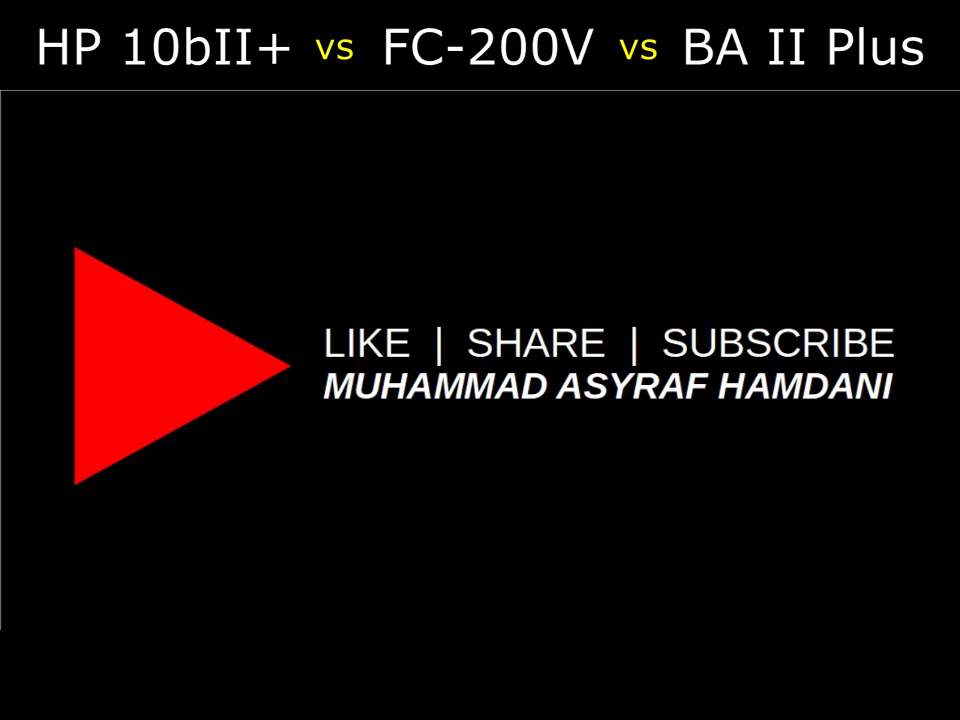 HP 10bII+ vs FC-200V vs BA II Plus
LIKE | SHARE | SUBSCRIBE
MUHAMMAD ASYRAF HAMDANI